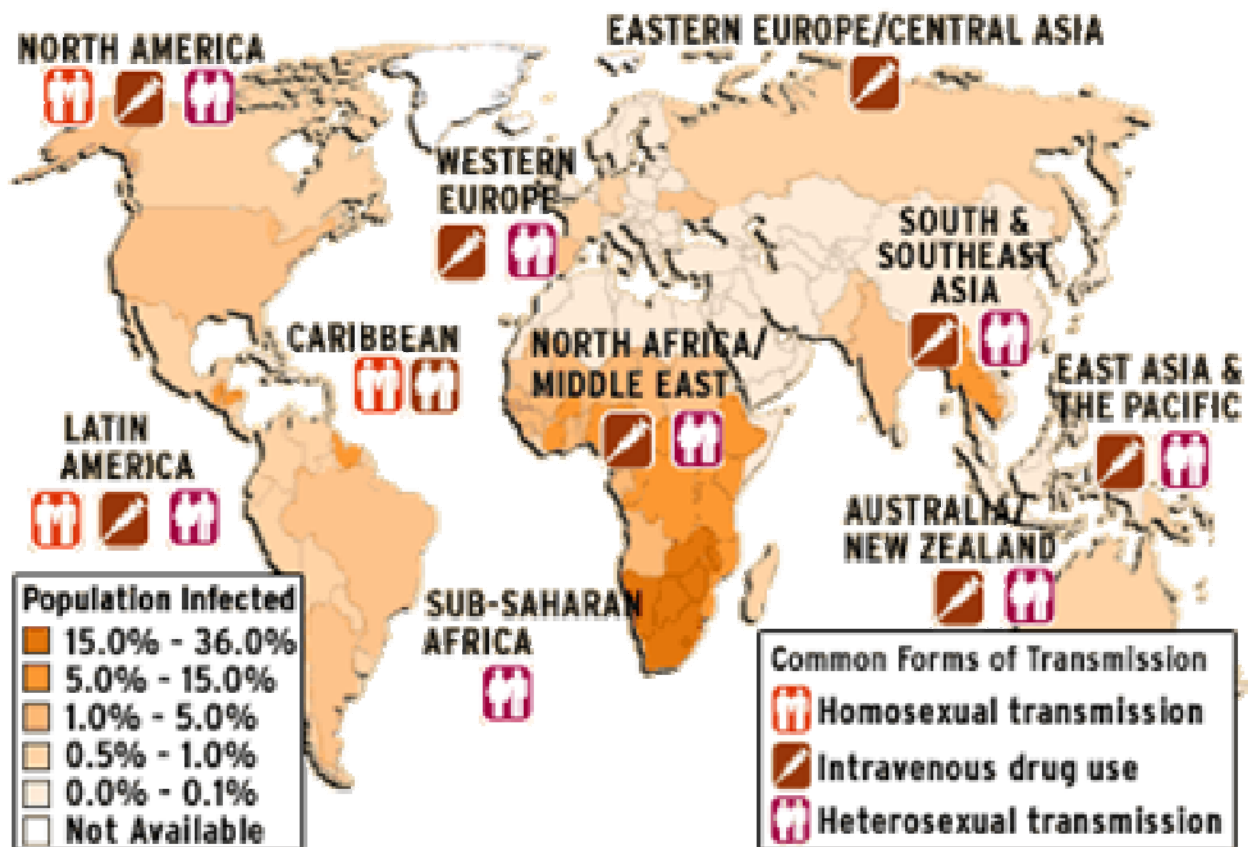 NORTH AMERICA
EASTERN EUROPE/CENTRAL ASIA
WESTERN
EUROPE
SOUTH &
SOUTHEAST
ASIA
CARIBBEAN
NORTH AFRICA/
MIDDLE EAST
EAST ASIA &
THE PACIFIC
LATIN
AMERICA
AUSTRALIA/
NEW ZEALAND
SUB-SAHARAN
AFRICA
Population Infected
15.0% - 36.0%
5.0% - 15.0%
1.0% - 5.0%
0.5% - 1.0%
0.0% - 0.1%
Not Available
Common Forms of Transmission
Homosexual transmission
Intravenous drug use
Heterosexual transmission